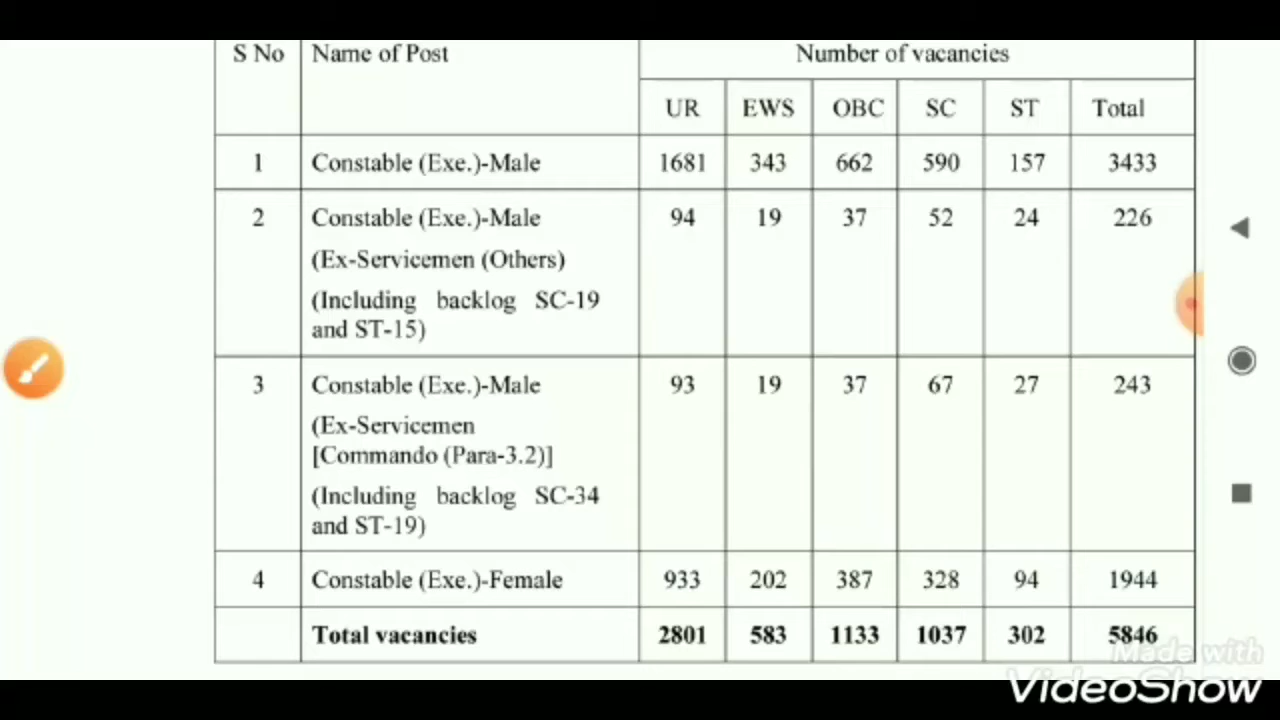 S No Name of Post Number of vacancies
UR EWS OBC SC ST Total
1 Constable (Exe.)-Male 1681 343 662 590 157 3433
2 Constable (Exe.)-Male 94 19 37 52 24 226
(Ex-Servicemen (Others)
(Including backlog SC-19
and ST-15)
3 Constable (Exe.)-Male 93 19 37 67 27 243
(Ex-Servicemen
[Commando (Para-3.2)]
(Including backlog SC-34
and ST-19)
4 Constable (Exe.)-Female 933 202 387 328 94 1944
Total vacancies 2801 583 1133 1037 302 5846
Made with
VideoShow